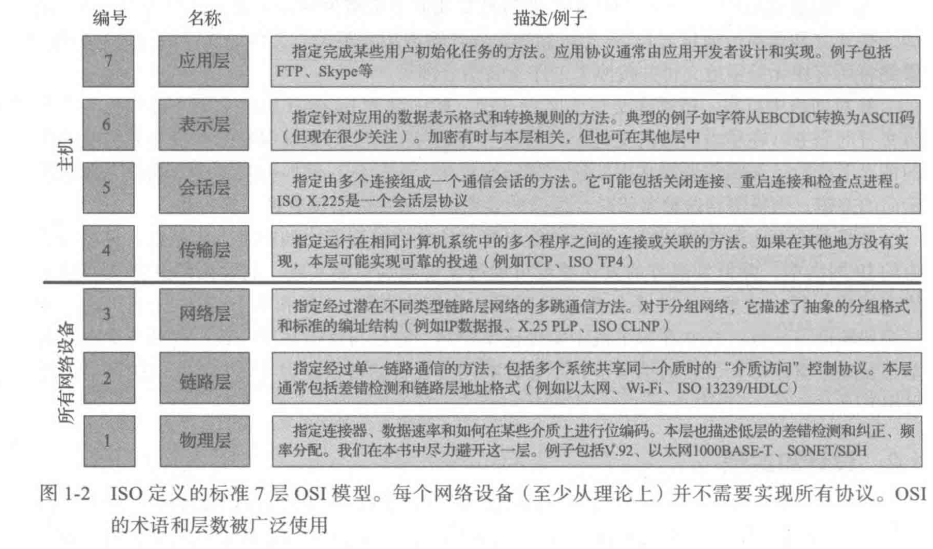 编号 名称 描述/例子
主机
7 应用层 指定完成某些用户初始化任务的方法。应用协议通常由应用开发者设计和实现。例子包括
FTP、Skype等
6 表示层 指定针对应用的数据表示格式和转换规则的方法。典型的例子如字符从EBCDIC转换为ASCII码
（但现在很少关注）。加密有时与本层相关，但也可在其他层中
5 会话层 指定由多个连接组成一个通信会话的方法。它可能包括关闭连接、重启连接和检查点进程。
ISO X.225是一个会话层协议
4 传输层 指定运行在相同计算机系统中的多个程序之间的连接或关联的方法。如果在其他地方没有实
现，本层可能实现可靠的投递（例如TCP、ISO TP4）
所有网络设备
3 网络层 指定经过潜在不同类型链路层网络的多跳通信方法。对于分组网络，它描述了抽象的分组格式
和标准的编址结构（例如IP数据报、X.25 PLP、ISO CLNP）
2 链路层 指定经过单一链路通信的方法，包括多个系统共享同一介质时的“介质访问”控制协议。本层
通常包括差错检测和链路层地址格式（例如以太网、Wi-Fi、ISO 13239/HDLC）
1 物理层 指定连接器、数据速率和如何在某些介质上进行位编码。本层也描述低层的差错检测和纠正、频
率分配。我们在本书中尽力避开这一层。例子包括V.92、以太网1000BASE-T、SONET/SDH
图 1-2 ISO 定义的标准 7 层 OSI 模型。每个网络设备（至少从理论上）并不需要实现所有协议。OSI
的术语和层数被广泛使用